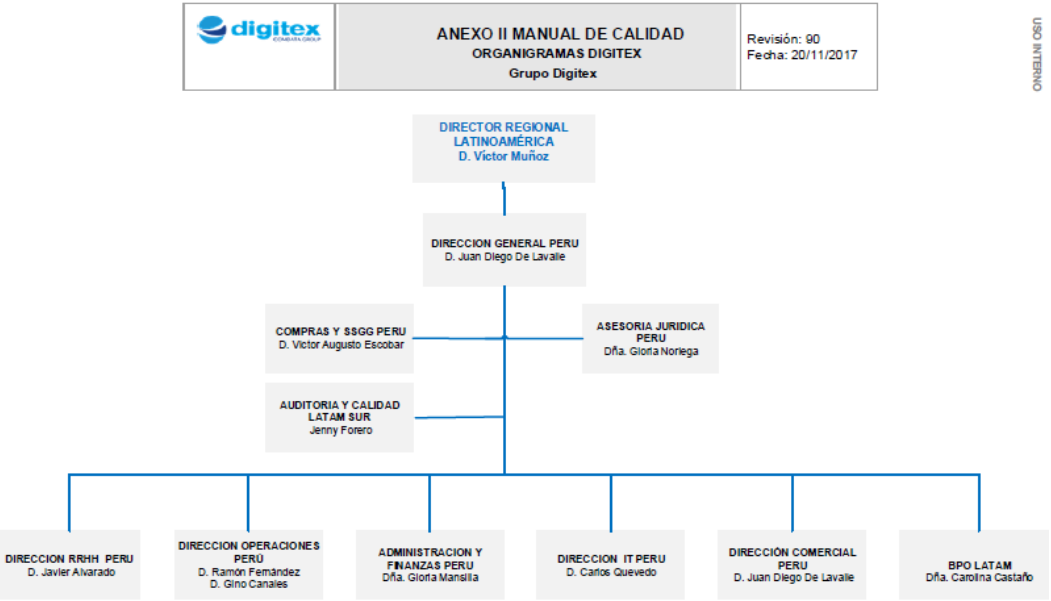 digitex
COMDATA GROUP
ANEXO II MANUAL DE CALIDAD
ORGANIGRAMAS DIGITEX
Grupo Digitex
Revisión: 90
Fecha: 20/11/2017
USO INTERNO
DIRECTOR REGIONAL
LATINOAMÉRICA
D. Víctor Muñoz
DIRECCION GENERAL PERU
D. Juan Diego De Lavalle
COMPRAS Y SSGG PERU
D. Victor Augusto Escobar
ASESORIA JURIDICA
PERU
Dña. Gloria Noriega
AUDITORIA Y CALIDAD
LATAM SUR
Jenny Forero
DIRECCION RRHH PERU
D. Javier Alvarado
DIRECCION OPERACIONES
PERÚ
D. Ramón Fernández
D. Gino Canales
ADMINISTRACION Y
FINANZAS PERU
Dña. Gloria Mansilla
DIRECCION IT PERU
D. Carlos Quevedo
DIRECCIÓN COMERCIAL
PERU
D. Juan Diego De Lavalle
BPO LATAM
Dña. Carolina Castaño